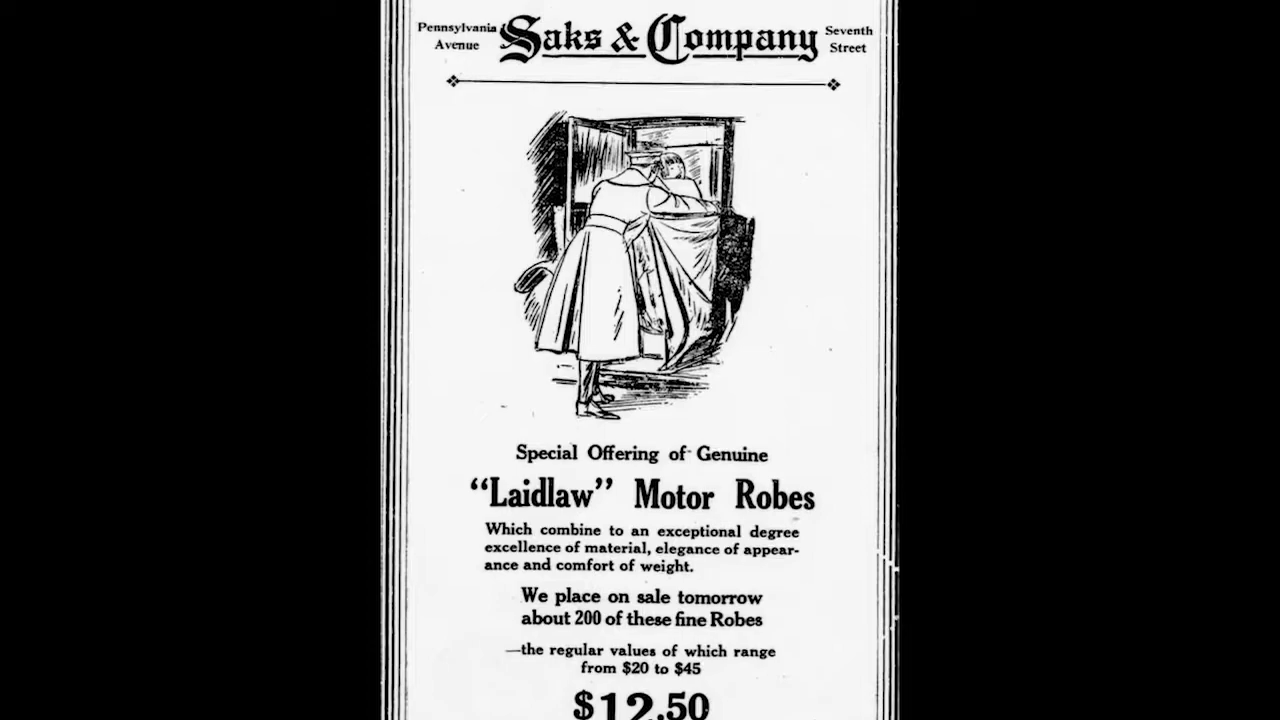 Pennsylvania Avenue
Saks & Company
Seventh Street
Special Offering of Genuine
"Laidlaw" Motor Robes
Which combine to an exceptional degree
excellence of material, elegance of appear-
ance and comfort of weight.
We place on sale tomorrow
about 200 of these fine Robes
—the regular values of which range
from $20 to $45
$12.50